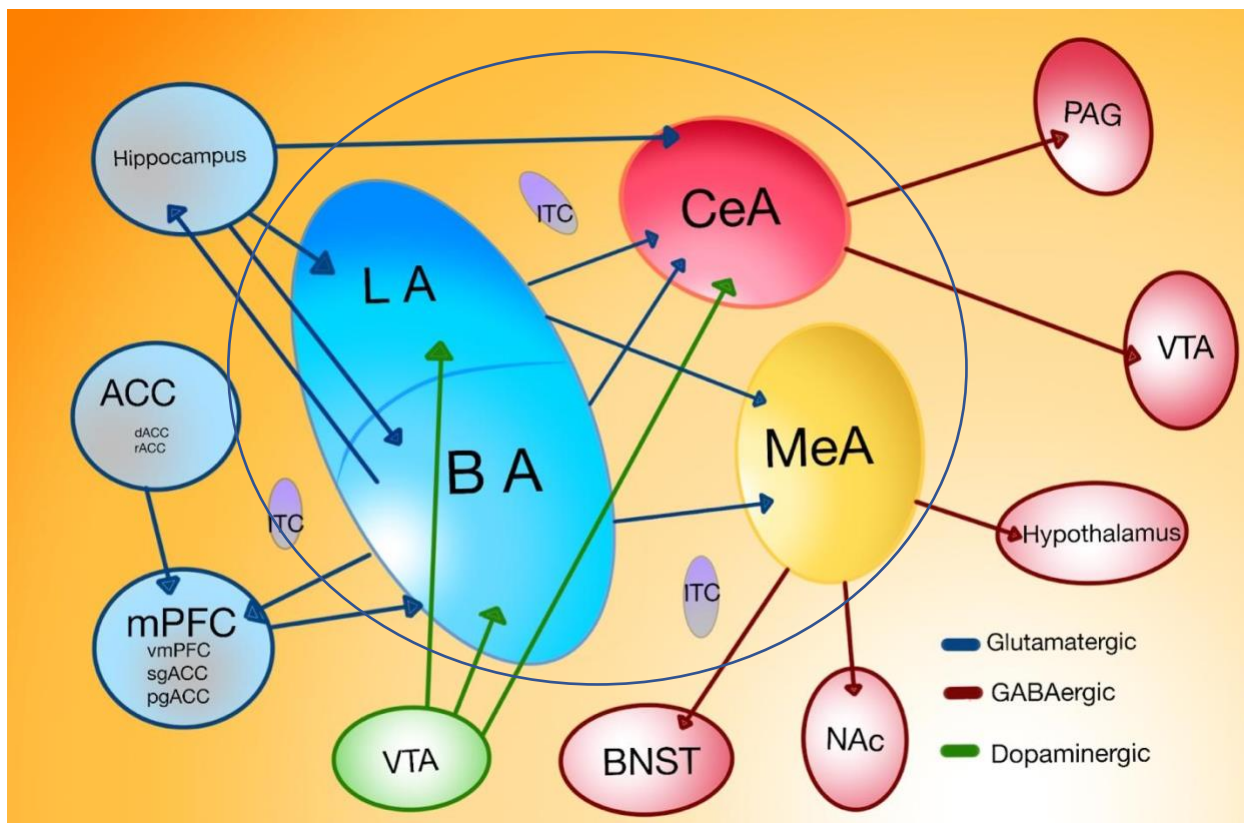 PAG
Hippocampus
ITC
CeA
L A
VTA
ACC
dACC
rACC
B A
MeA
ITC
Hypothalamus
ITC
mPFC
vmPFC
sgACC
pgACC
Glutamatergic
GABAergic
NAc
VTA
BNST
Dopaminergic